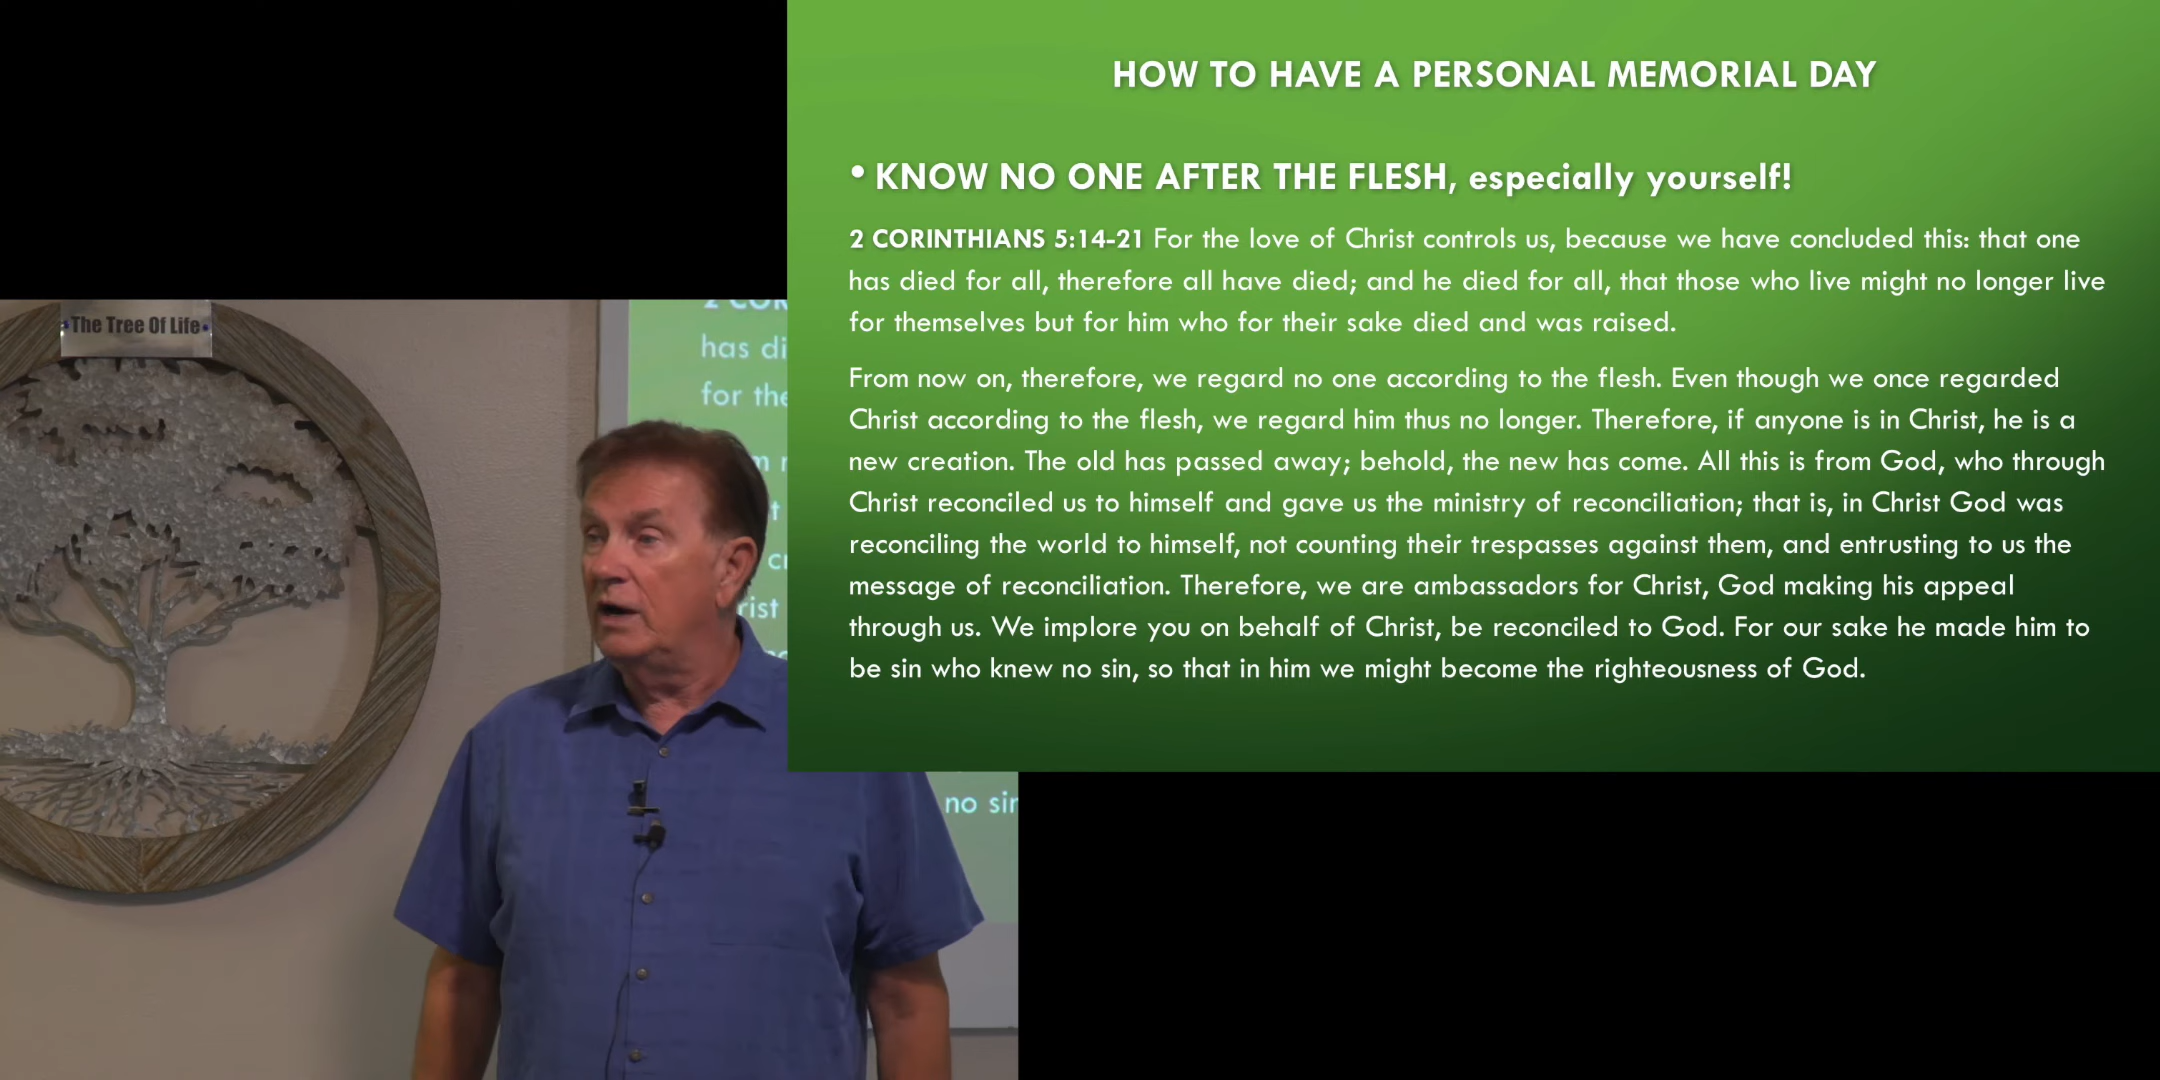 HOW TO HAVE A PERSONAL MEMORIAL DAY
• KNOW NO ONE AFTER THE FLESH, especially yourself!
2 CORINTHIANS 5:14-21 For the love of Christ controls us, because we have concluded this: that one
has died for all, therefore all have died; and he died for all, that those who live might no longer live
for themselves but for him who for their sake died and was raised.
From now on, therefore, we regard no one according to the flesh. Even though we once regarded
Christ according to the flesh, we regard him thus no longer. Therefore, if anyone is in Christ, he is a
new creation. The old has passed away; behold, the new has come. All this is from God, who through
Christ reconciled us to himself and gave us the ministry of reconciliation; that is, in Christ God was
reconciling the world to himself, not counting their trespasses against them, and entrusting to us the
message of reconciliation. Therefore, we are ambassadors for Christ, God making his appeal
through us. We implore you on behalf of Christ, be reconciled to God. For our sake he made him to
be sin who knew no sin, so that in him we might become the righteousness of God.
•The Tree Of Life•
has di
for the
rist
no sin